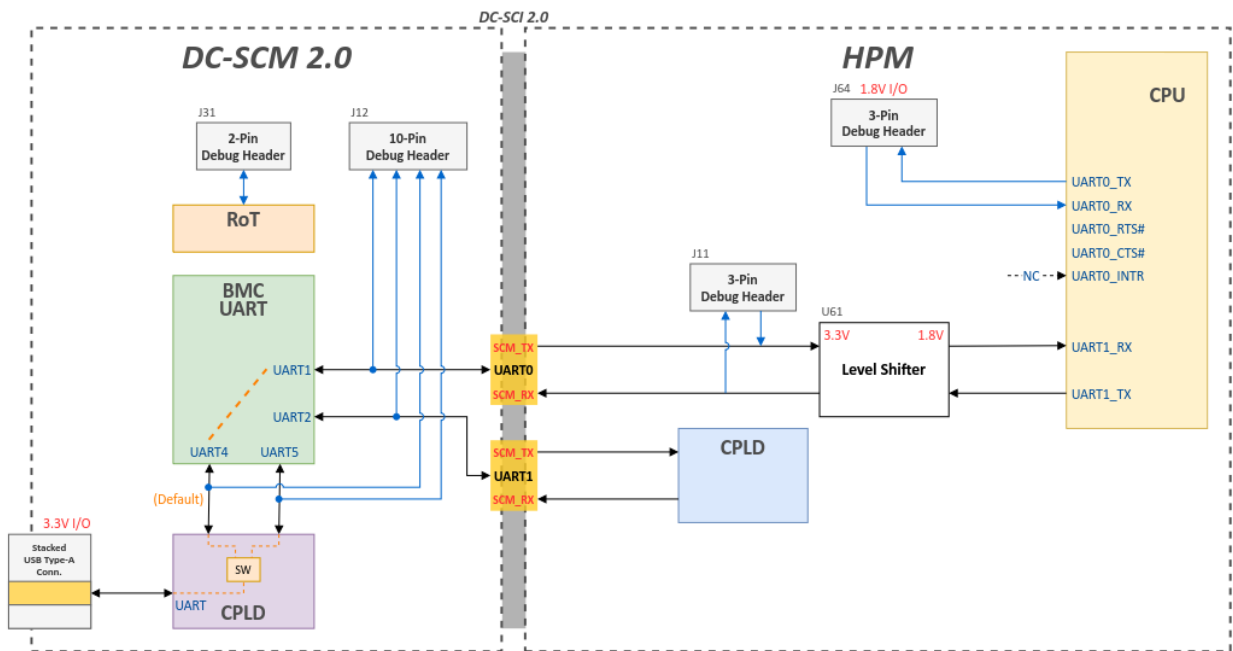 DC-SCI 2.0
DC-SCM 2.0
HPM
J31
2-Pin
Debug Header
J12
10-Pin
Debug Header
RoT
BMC
UART
UART1
UART2
UART4
UART5
(Default)
3.3V I/O
Stacked
USB Type-A
Conn.
SW
UART
CPLD
SCM_TX
UART0
SCM_RX
SCM_TX
UART1
SCM_RX
J64
1.8V I/O
3-Pin
Debug Header
CPU
UART0_TX
UART0_RX
UART0_RTS#
UART0_CTS#
NC
UART0_INTR
J11
3-Pin
Debug Header
U61
3.3V
1.8V
Level Shifter
UART1_RX
UART1_TX
CPLD